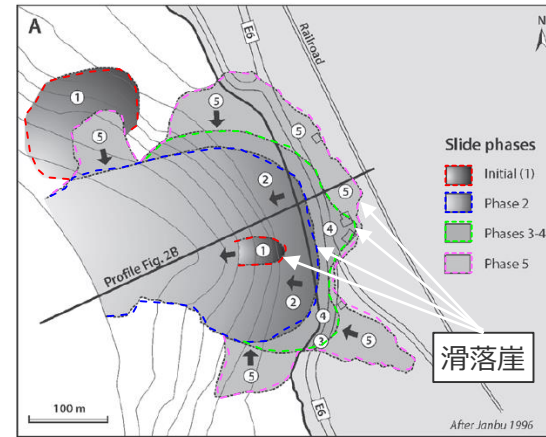 A
E6
Railroad
N
1
5
5
5
2
5
4
1
2
4
3
5
5
E6
Profile Fig. 2B
Slide phases
Initial (1)
Phase 2
Phases 3-4
Phase 5
滑落崖
100 m
After Janbu 1996